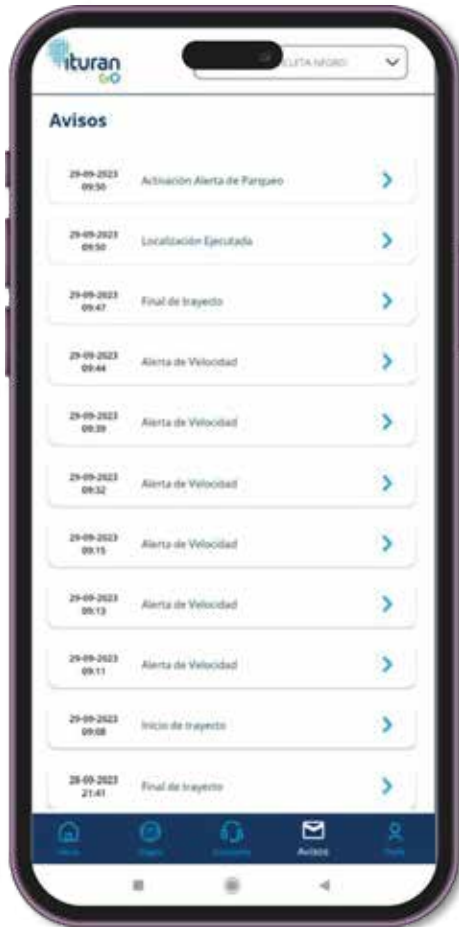 ituran
GO
NEGRO
Avisos
29-09-2023
09:50
Activación Alerta de Parqueo
29-09-2023
09:50
Localización Ejecutada
29-09-2023
09:47
Final de trayecto
29-09-2023
09:44
Alerta de Velocidad
29-09-2023
09:39
Alerta de Velocidad
29-09-2023
09:32
Alerta de Velocidad
29-09-2023
09:15
Alerta de Velocidad
29-09-2023
09:13
Alerta de Velocidad
29-09-2023
09:11
Alerta de Velocidad
29-09-2023
09:08
Inicio de trayecto
28-09-2023
21:41
Final de trayecto
Avisos